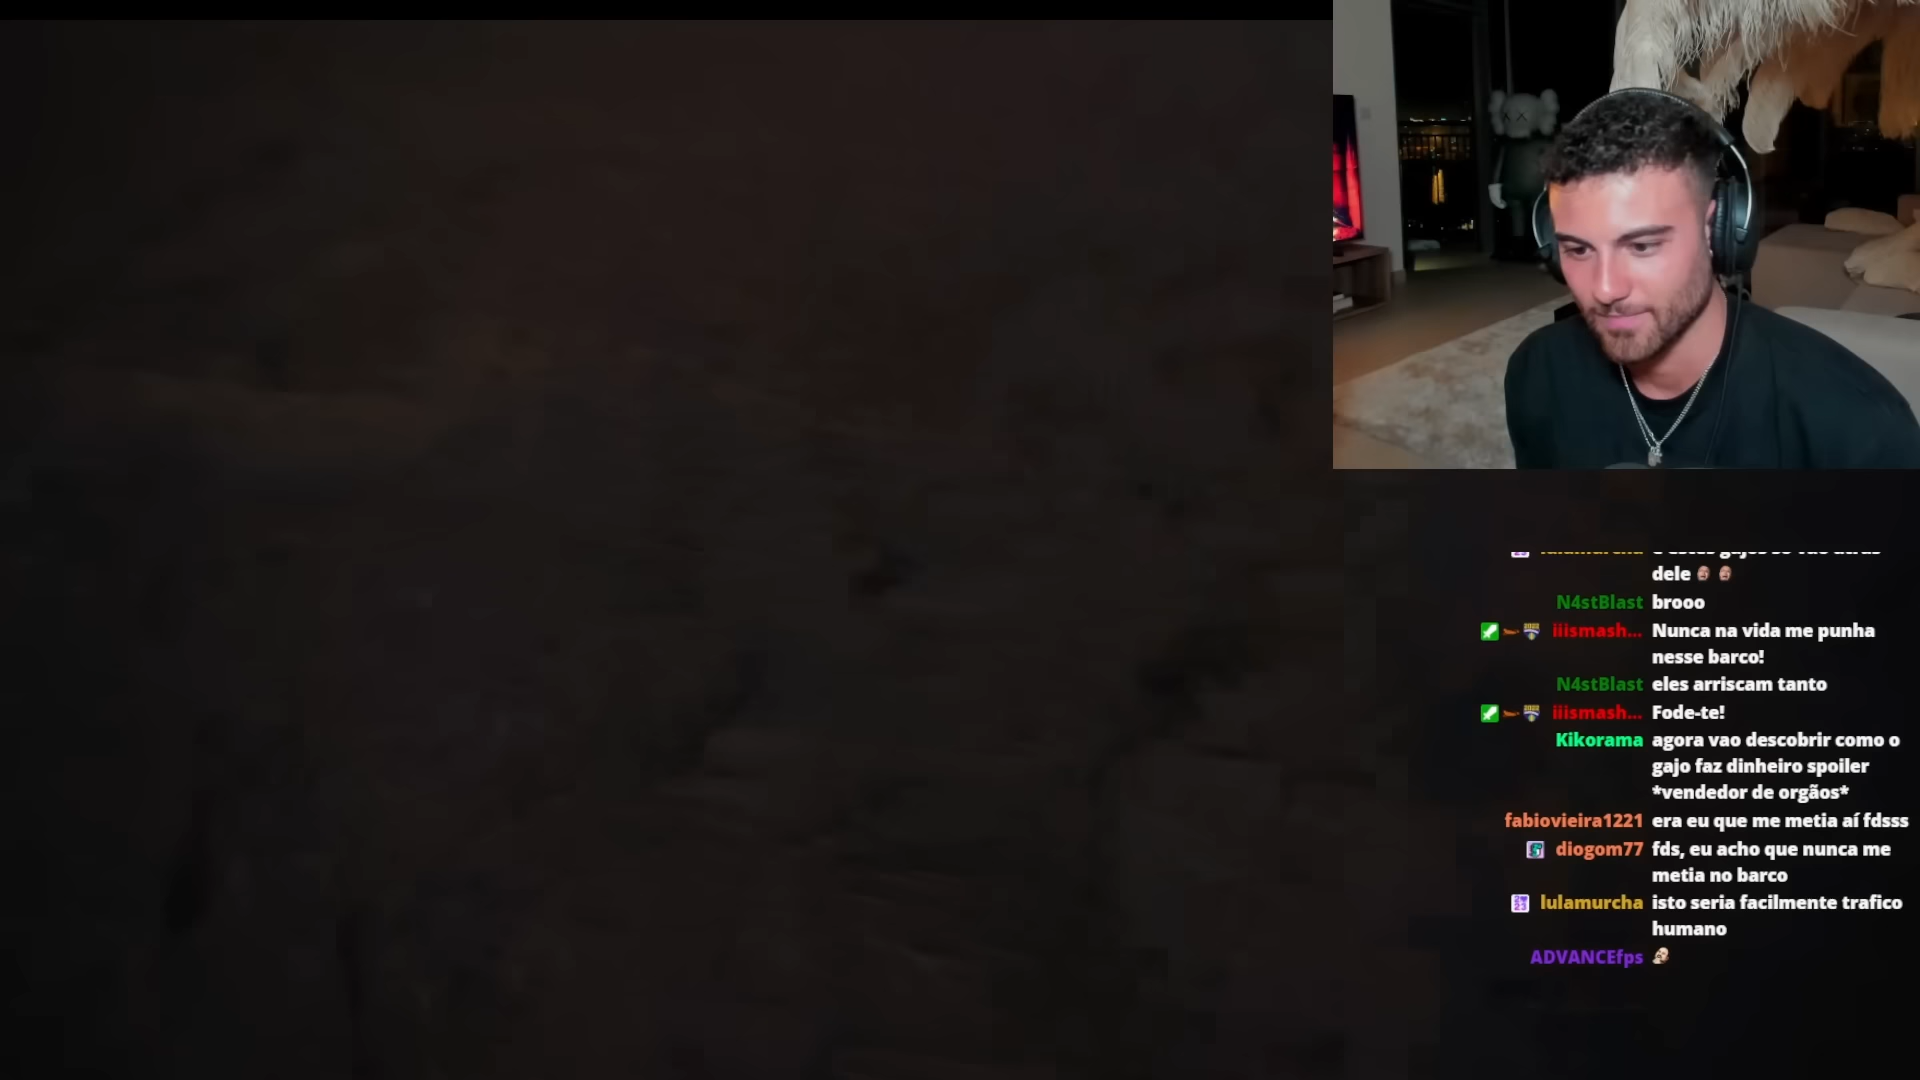 dele
N4stBlast brooo
iiismash... Nunca na vida me punha
nesse barco!
N4stBlast eles arriscam tanto
iiismash... Fode-te!
Kikorama agora vao descobrir como o
gajo faz dinheiro spoiler
*vendedor de orgãos*
fabiovieira1221 era eu que me metia aí fdsss
diogom77 fds, eu acho que nunca me
metia no barco
lulamurcha isto seria facilmente trafico
humano
ADVANCEfps